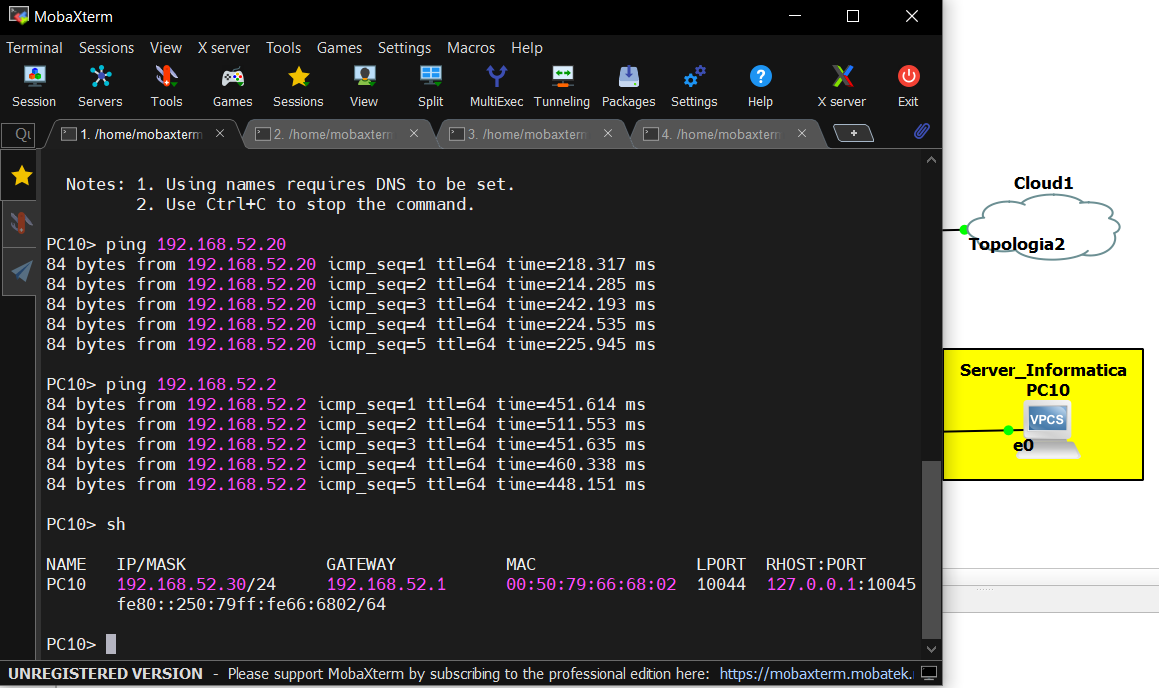 MobaXterm
Terminal Sessions View X server Tools Games Settings Macros Help
Session Servers Tools Games Sessions View Split MultiExec Tunneling Packages Settings Help X server Exit
Qu 1. /home/mobaxterm 2. /home/mobaxterm 3. /home/mobaxterm 4. /home/mobaxterm
Notes: 1. Using names requires DNS to be set.
2. Use Ctrl+C to stop the command.
PC10> ping 192.168.52.20
84 bytes from 192.168.52.20 icmp_seq=1 ttl=64 time=218.317 ms
84 bytes from 192.168.52.20 icmp_seq=2 ttl=64 time=214.285 ms
84 bytes from 192.168.52.20 icmp_seq=3 ttl=64 time=242.193 ms
84 bytes from 192.168.52.20 icmp_seq=4 ttl=64 time=224.535 ms
84 bytes from 192.168.52.20 icmp_seq=5 ttl=64 time=225.945 ms
PC10> ping 192.168.52.2
84 bytes from 192.168.52.2 icmp_seq=1 ttl=64 time=451.614 ms
84 bytes from 192.168.52.2 icmp_seq=2 ttl=64 time=511.553 ms
84 bytes from 192.168.52.2 icmp_seq=3 ttl=64 time=451.635 ms
84 bytes from 192.168.52.2 icmp_seq=4 ttl=64 time=460.338 ms
84 bytes from 192.168.52.2 icmp_seq=5 ttl=64 time=448.151 ms
PC10> sh
NAME IP/MASK GATEWAY MAC LPORT RHOST:PORT
PC10 192.168.52.30/24 192.168.52.1 00:50:79:66:68:02 10044 127.0.0.1:10045
fe80::250:79ff:fe66:6802/64
PC10>
UNREGISTERED VERSION - Please support MobaXterm by subscribing to the professional edition here: https://mobaxterm.mobatek.
Cloud1
Topologia2
Server_Informatica
PC10
VPCS
e0